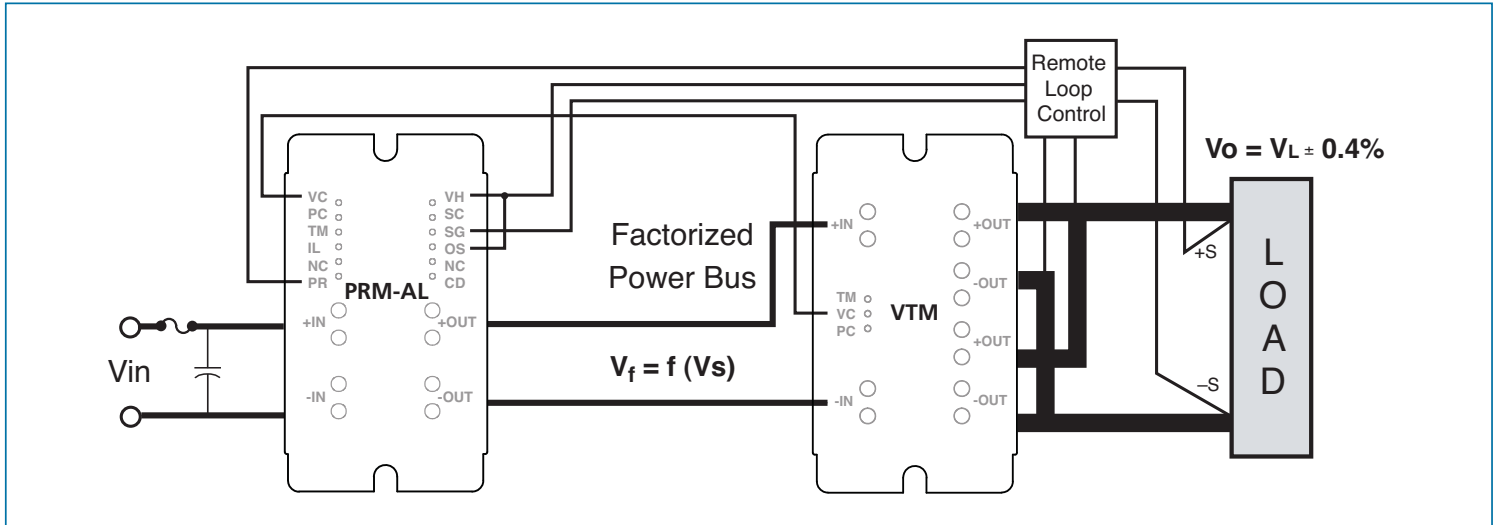 Remote
Loop
Control
Vo = VL ± 0.4%
VC
PC
TM
IL
NC
PR
VH
SC
SG
OS
NC
CD
PRM-AL
+IN
-IN
+OUT
-OUT
Vin
Factorized
Power Bus
Vf = f (Vs)
+IN
TM
VC
PC
-IN
VTM
+OUT
-OUT
+OUT
-OUT
+S
–S
L
O
A
D